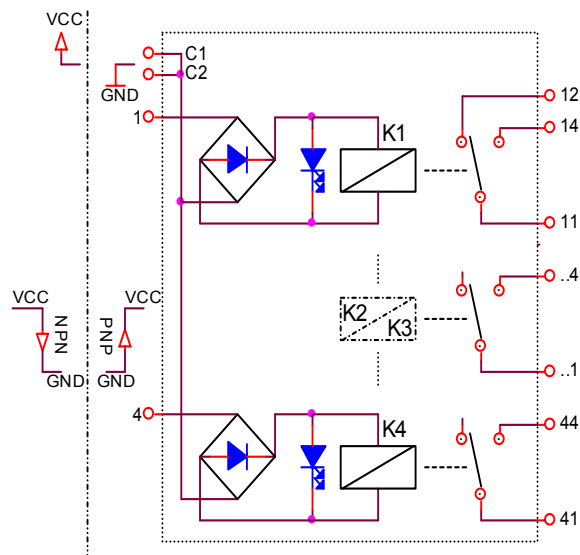 VCC
C1
C2
GND
1
K1
12
14
11
VCC
NPN
GND
VCC
PNP
GND
K2
K3
..4
..1
4
K4
44
41